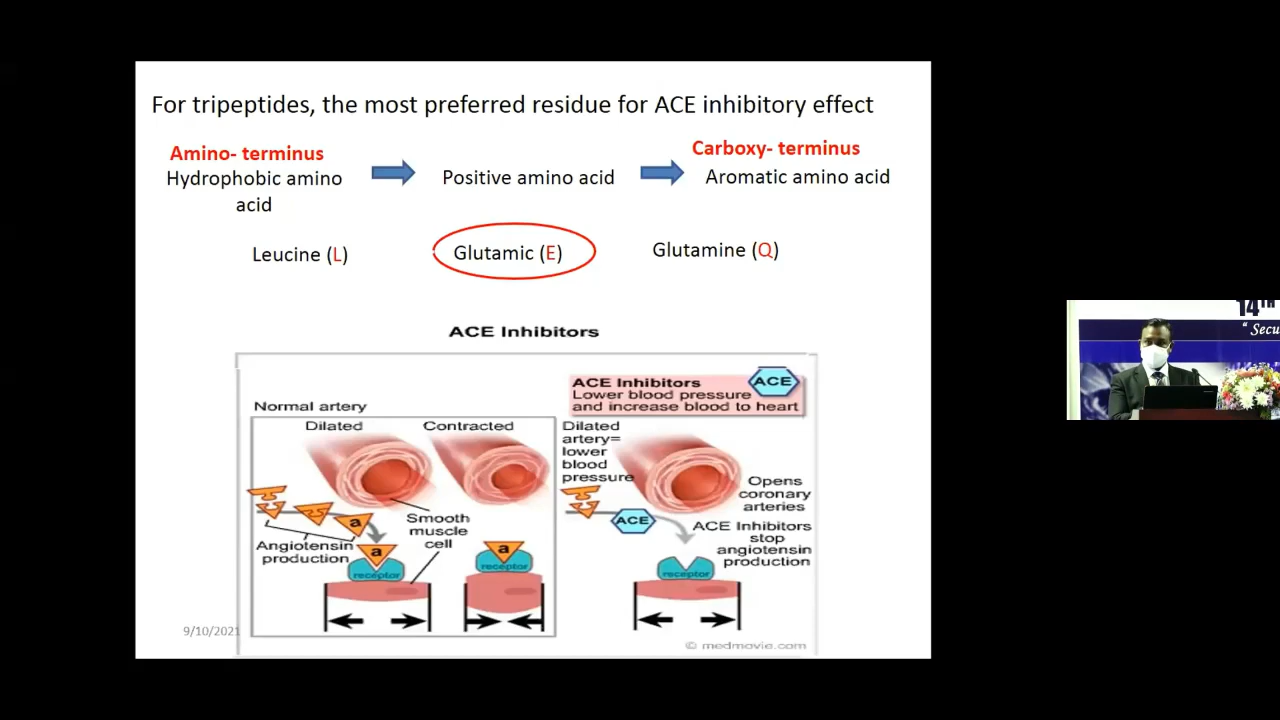 For tripeptides, the most preferred residue for ACE inhibitory effect
Amino- terminus
Carboxy- terminus
Hydrophobic amino
acid
Positive amino acid
Aromatic amino acid
Leucine (L)
Glutamic (E)
Glutamine (Q)
ACE Inhibitors
Normal artery
Dilated
Contracted
a
a
a
Angiotensin
production
receptor
Smooth
muscle
cell
receptor
ACE Inhibitors
Lower blood pressure
and increase blood to heart
ACE
Dilated
artery=
lower
blood
pressure
Opens
coronary
arteries
ACE
ACE Inhibitors
stop
angiotensin
production
receptor
9/10/2021
© medmovie.com
14TH
" Secu